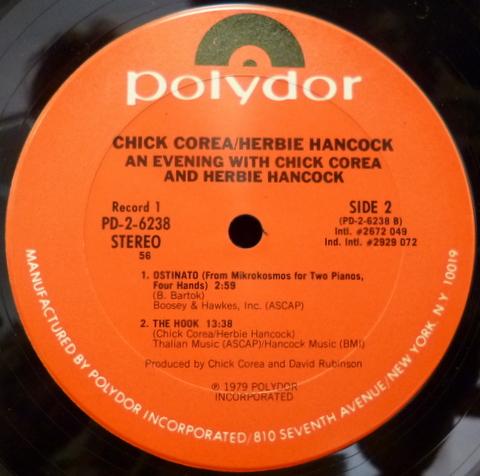 polydor
CHICK COREA/HERBIE HANCOCK
AN EVENING WITH CHICK COREA
AND HERBIE HANCOCK
Record 1
PD-2-6238
STEREO
56
SIDE 2
(PD-2-6238 B)
Intl. #2672 049
Ind. Intl. #2929 072
1. OSTINATO (From Mikrokosmos for Two Pianos,
Four Hands) 2:59
(B. Bartok)
Boosey & Hawkes, Inc. (ASCAP)
2. THE HOOK 13:38
(Chick Corea/Herbie Hancock)
Thalian Music (ASCAP)/Hancock Music (BMI)
Produced by Chick Corea and David Rubinson
℗ 1979 POLYDOR
INCORPORATED
MANUFACTURED BY POLYDOR INCORPORATED/810 SEVENTH AVENUE/NEW YORK, N.Y. 10019